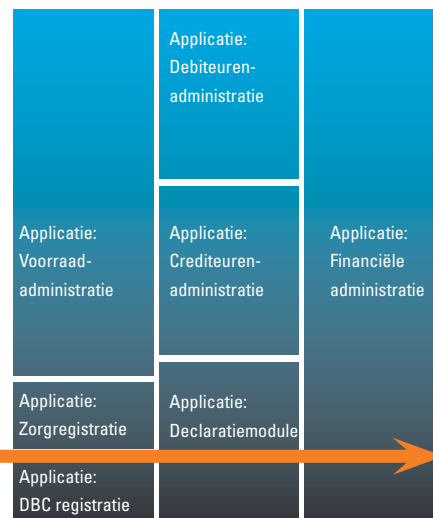 Applicatie:
Voorraad-
administratie
Applicatie:
Zorgregistratie
Applicatie:
DBC registratie
Applicatie:
Debiteuren-
administratie
Applicatie:
Crediteuren-
administratie
Applicatie:
Declaratiemodule
Applicatie:
Financiële
administratie